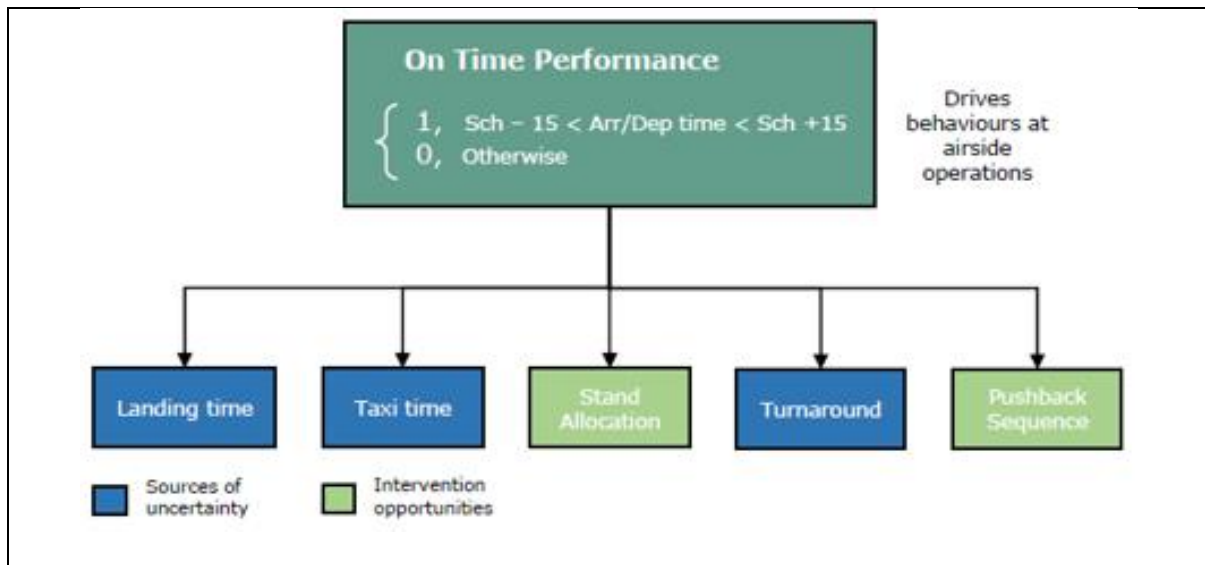 On Time Performance
1, Sch – 15 < Arr/Dep time < Sch +15
0, Otherwise
Drives
behaviours at
airside
operations
Landing time
Taxi time
Stand
Allocation
Turnaround
Pushback
Sequence
Sources of
uncertainty
Intervention
opportunities